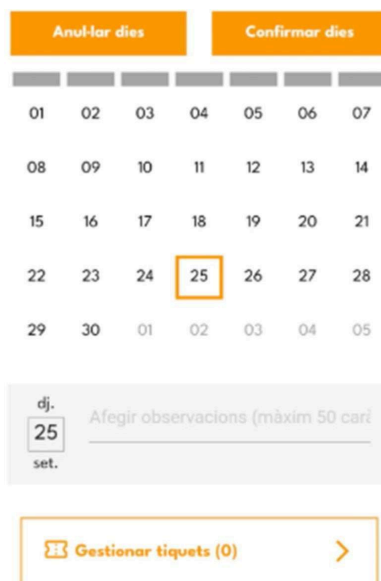 Anul·lar dies Confirmar dies
01 02 03 04 05 06 07
08 09 10 11 12 13 14
15 16 17 18 19 20 21
22 23 24 25 26 27 28
29 30 01 02 03 04 05
dj.
25
set.
Afegir observacions (màxim 50 carà
Gestionar tiquets (0)